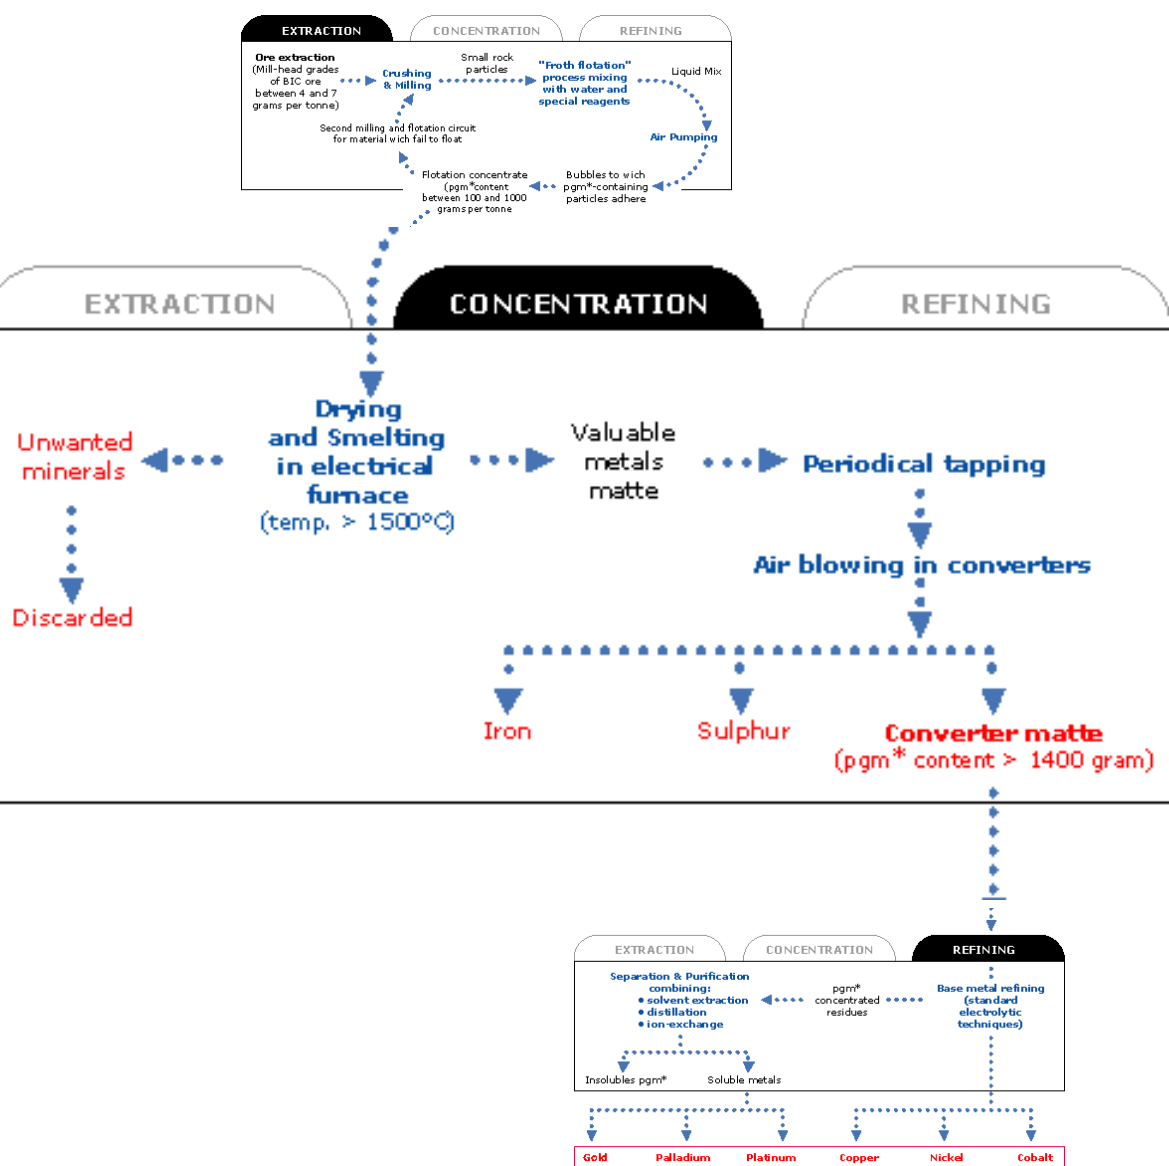 EXTRACTION CONCENTRATION REFINING
Ore extraction
(Mill-head grades
of BIC ore
between 4 and 7
grams per tonne)
Crushing
& Milling
Small rock
particles
"Froth flotation"
process mixing
with water and
special reagents
Liquid Mix
Air Pumping
Second milling and flotation circuit
for material wich fail to float
Flotation concentrate
(pgm*content
between 100 and 1000
grams per tonne
Bubbles to wich
pgm*-containing
particles adhere
EXTRACTION CONCENTRATION REFINING
Unwanted
minerals
Discarded
Drying
and Smelting
in electrical
furnace
(temp. > 1500ºC)
Valuable
metals
matte
Periodical tapping
Air blowing in converters
Iron
Sulphur
Converter matte
(pgm* content > 1400 gram)
EXTRACTION CONCENTRATION REFINING
Separation & Purification
combining:
• solvent extraction
• distillation
• ion-exchange
pgm*
concentrated
residues
Base metal refining
(standard
electrolytic
techniques)
Insolubles pgm*
Soluble metals
Gold Palladium Platinum Copper Nickel Cobalt